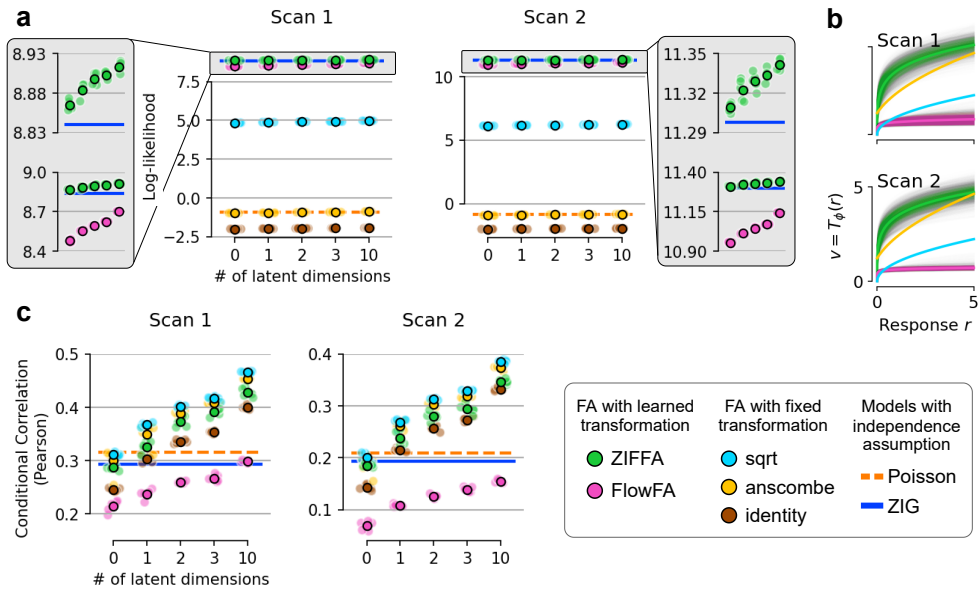 a
Scan 1
Scan 2
b
8.93
8.88
8.83
9.0
8.7
8.4
Log-likelihood
7.5
5.0
2.5
0.0
−2.5
0
1
2
3
10
# of latent dimensions
10
5
0
0
1
2
3
10
11.35
11.32
11.29
11.40
11.15
10.90
Scan 1
Scan 2
5
0
v = Tϕ(r)
0
5
Response r
c
Scan 1
Scan 2
Conditional Correlation
(Pearson)
0.5
0.4
0.3
0.2
0
1
2
3
10
# of latent dimensions
0.4
0.3
0.2
0.1
0
1
2
3
10
FA with learned
transformation
ZIFFA
FlowFA
FA with fixed
transformation
sqrt
anscombe
identity
Models with
independence
assumption
Poisson
ZIG